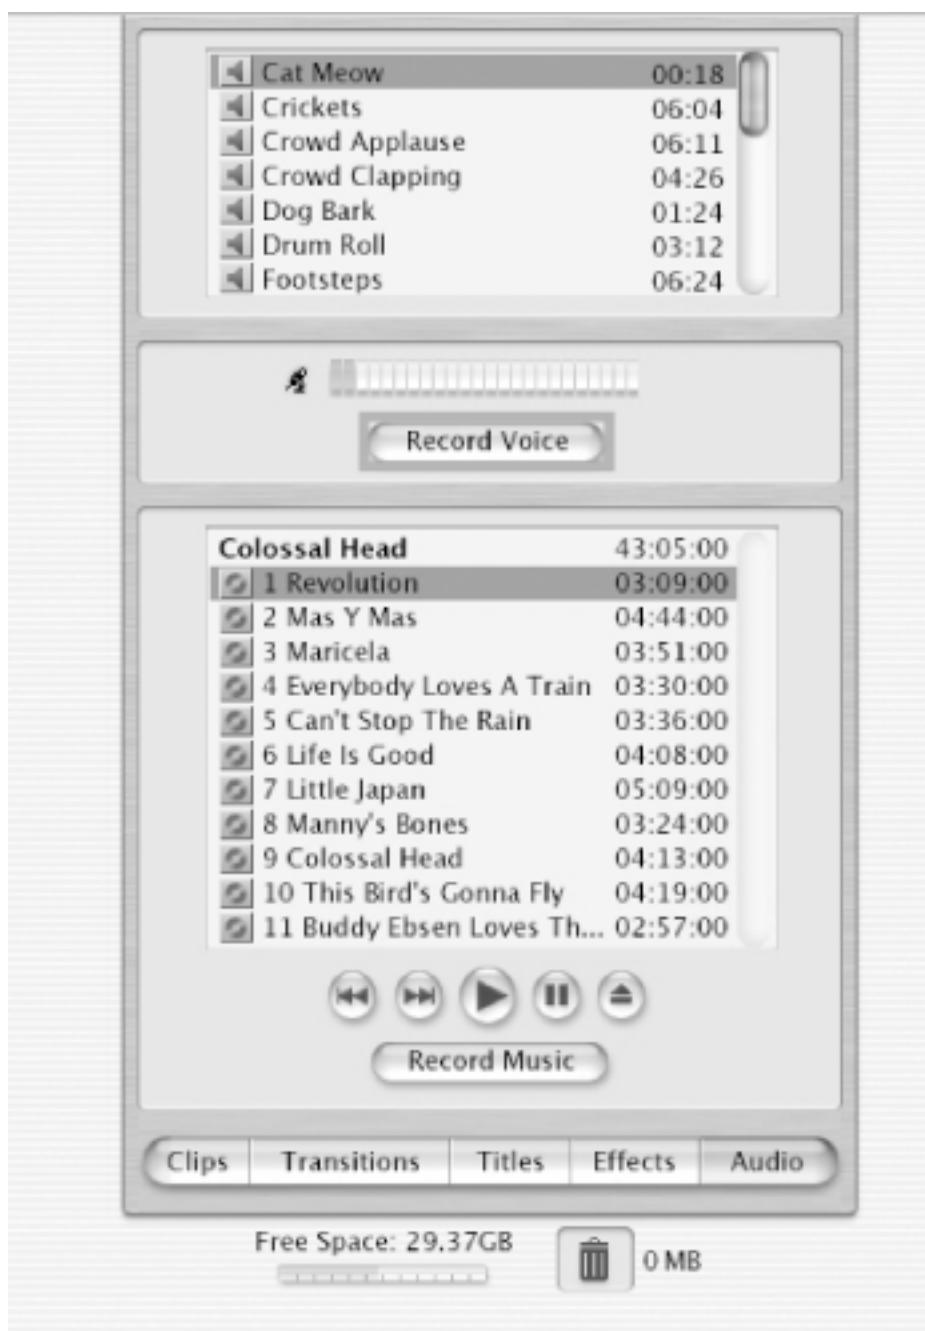 Cat Meow 00:18
Crickets 06:04
Crowd Applause 06:11
Crowd Clapping 04:26
Dog Bark 01:24
Drum Roll 03:12
Footsteps 06:24
Record Voice
Colossal Head 43:05:00
1 Revolution 03:09:00
2 Mas Y Mas 04:44:00
3 Maricela 03:51:00
4 Everybody Loves A Train 03:30:00
5 Can't Stop The Rain 03:36:00
6 Life Is Good 04:08:00
7 Little Japan 05:09:00
8 Manny's Bones 03:24:00
9 Colossal Head 04:13:00
10 This Bird's Gonna Fly 04:19:00
11 Buddy Ebsen Loves Th... 02:57:00
Record Music
Clips Transitions Titles Effects Audio
Free Space: 29.37GB 0 MB